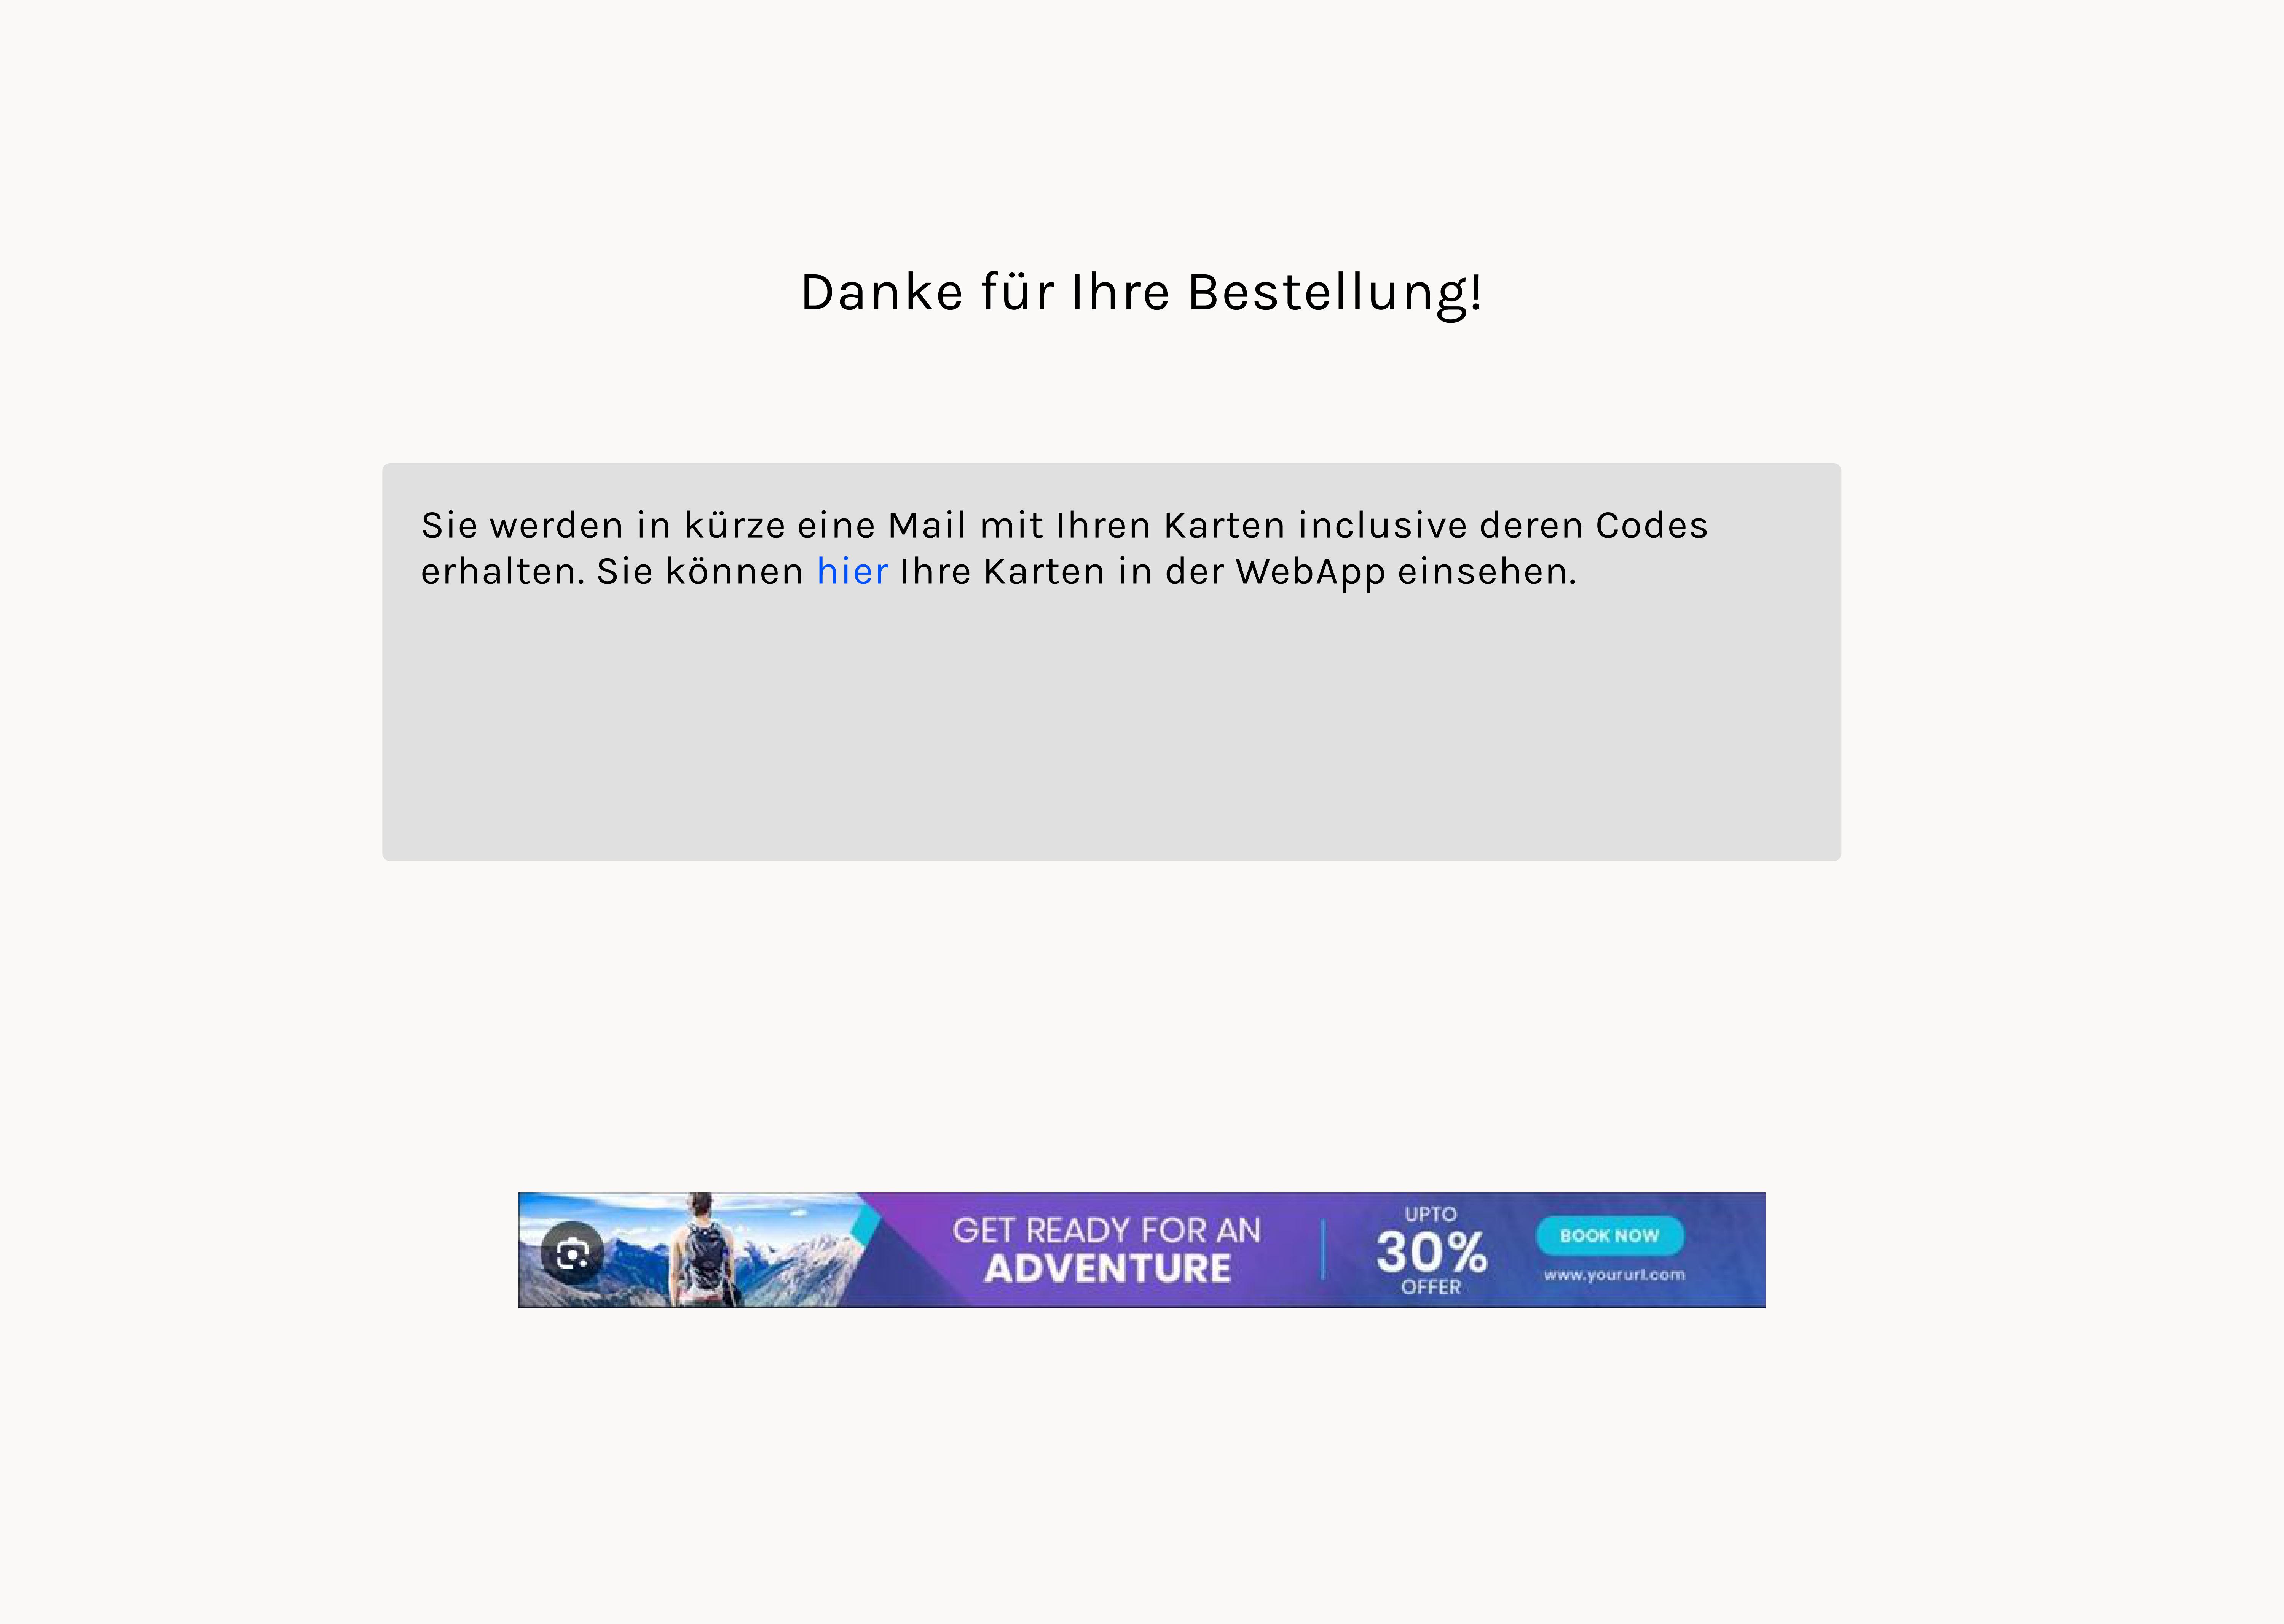 Danke für Ihre Bestellung!
Sie werden in kürze eine Mail mit Ihren Karten inclusive deren Codes
erhalten. Sie können hier Ihre Karten in der WebApp einsehen.
GET READY FOR AN
ADVENTURE
UPTO
30%
OFFER
BOOK NOW
www.yoururl.com